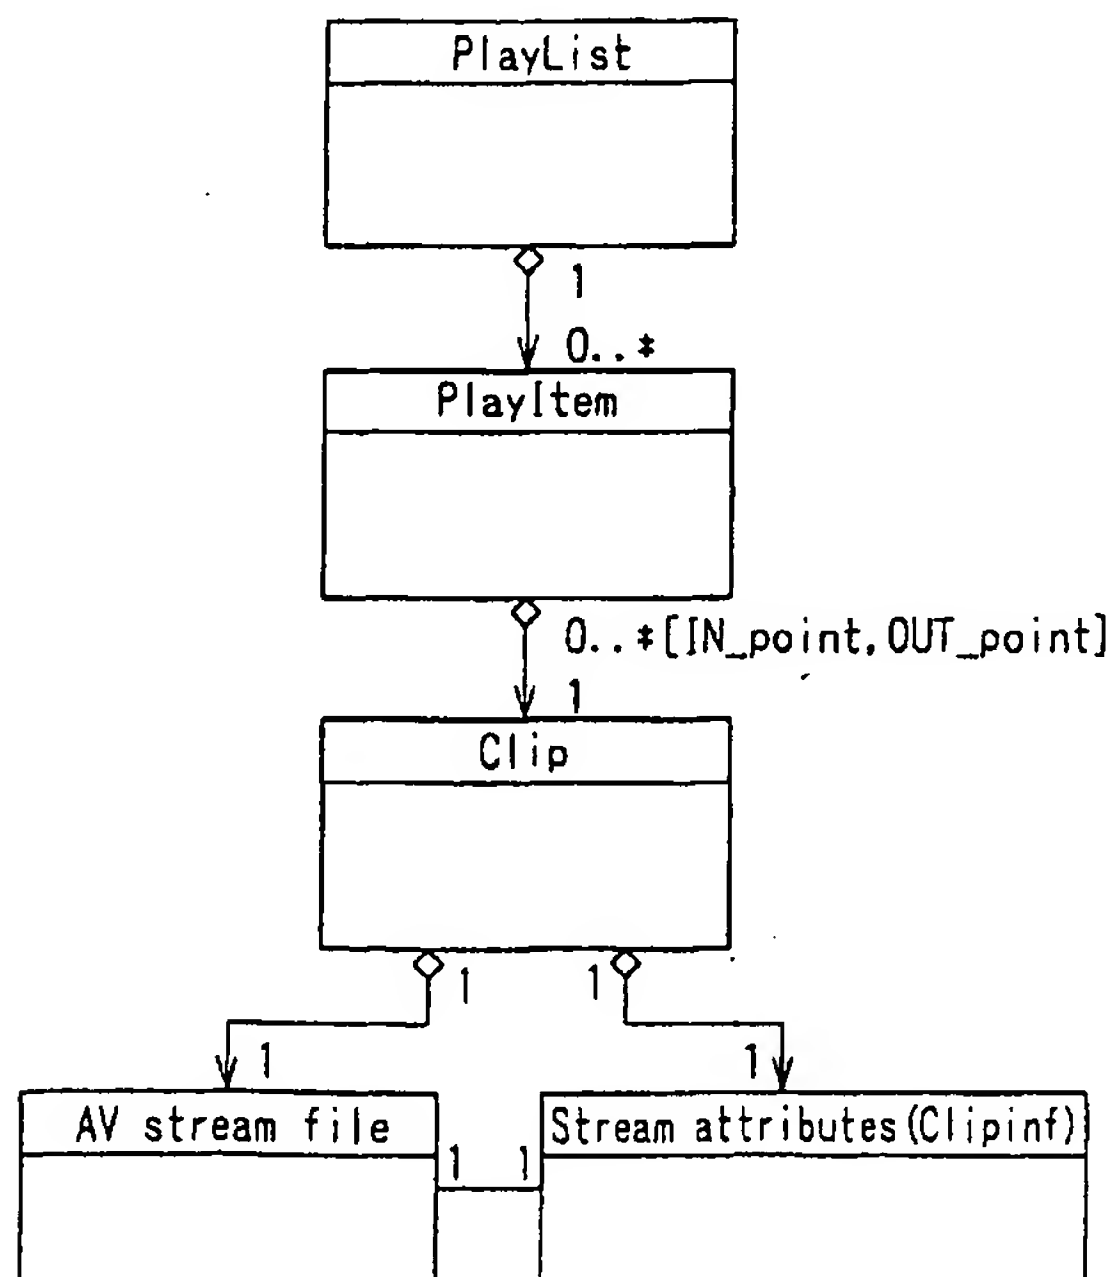 PlayList
1
0..*
PlayItem
0..*[IN_point,OUT_point]
1
Clip
1 1
1 1
AV stream file Stream attributes(Clipinf)
1 1